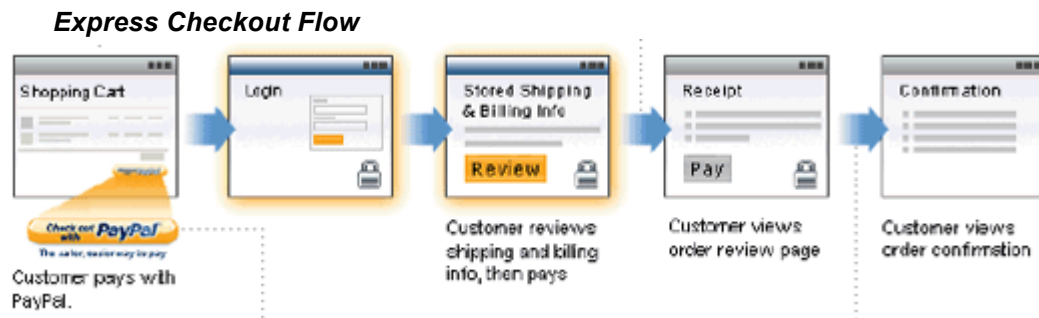 Express Checkout Flow
Shopping Cart
Check out with PayPal
The safer, easier way to pay
Customer pays with
PayPal.
Login
Stored Shipping
& Billing Info
Review
Customer reviews
shipping and billing
info, then pays
Receipt
Pay
Customer views
order review page
Confirmation
Customer views
order confirmation